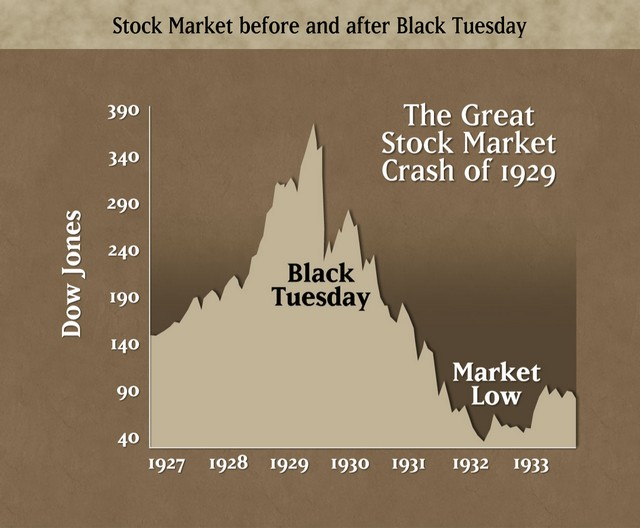 Stock Market before and after Black Tuesday
The Great
Stock Market
Crash of 1929
Dow Jones
390
340
290
240
190
140
90
40
Black
Tuesday
Market
Low
1927 1928 1929 1930 1931 1932 1933